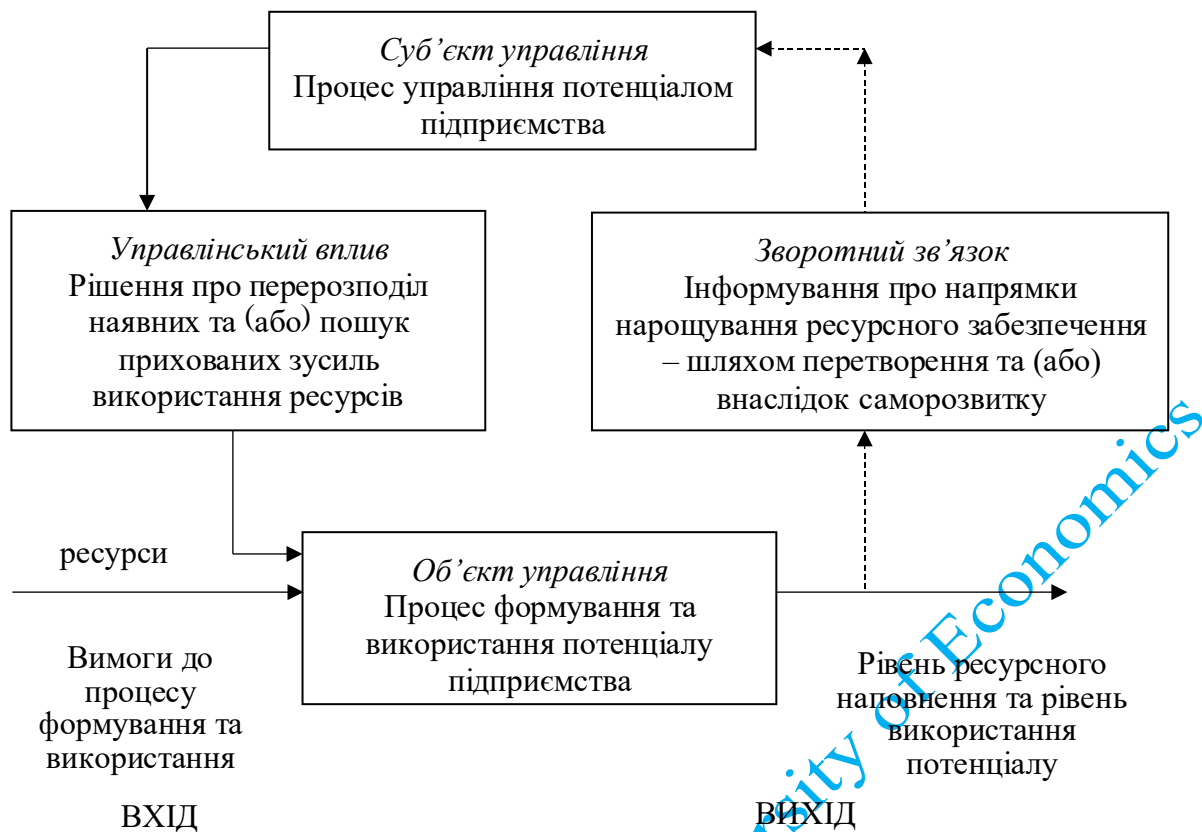 Суб’єкт управління
Процес управління потенціалом
підприємства
Управлінський вплив
Рішення про перерозподіл
наявних та (або) пошук
прихованих зусиль
використання ресурсів
Зворотний зв’язок
Інформування про напрямки
нарощування ресурсного забезпечення
– шляхом перетворення та (або)
внаслідок саморозвитку
ресурси
Об’єкт управління
Процес формування та
використання потенціалу
підприємства
Вимоги до
процесу
формування та
використання
Рівень ресурсного
наповнення та рівень
використання
потенціалу
ВХІД
ВИХІД
rsity of Economics